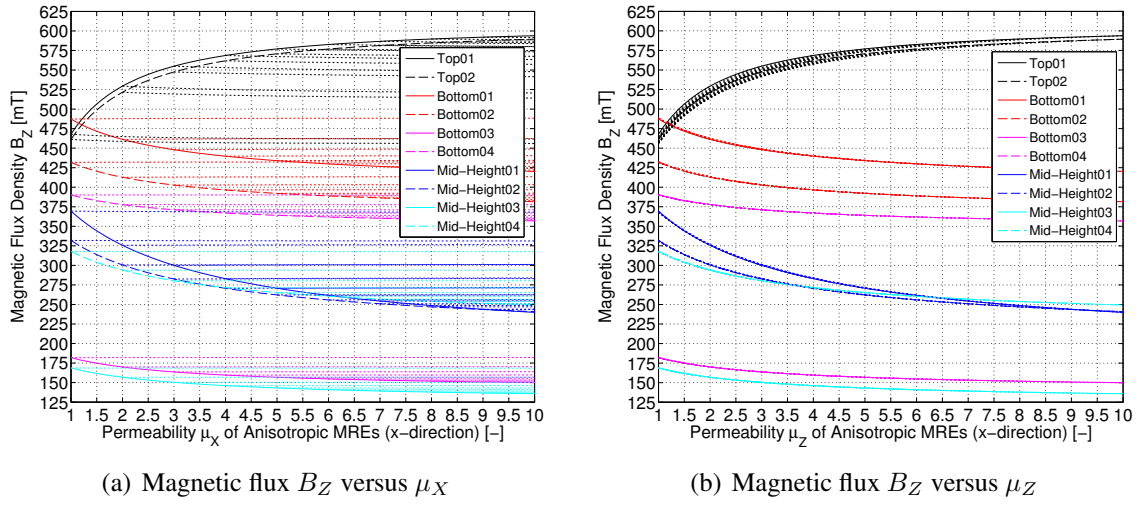 625
600
575
550
525
500
475
450
425
400
375
350
325
300
275
250
225
200
175
150
125
Magnetic Flux Density B_Z [mT]
Top01
Top02
Bottom01
Bottom02
Bottom03
Bottom04
Mid-Height01
Mid-Height02
Mid-Height03
Mid-Height04
1 1.5 2 2.5 3 3.5 4 4.5 5 5.5 6 6.5 7 7.5 8 8.5 9 9.5 10
Permeability μ_X of Anisotropic MREs (x-direction) [-]
(a) Magnetic flux B_Z versus μ_X
625
600
575
550
525
500
475
450
425
400
375
350
325
300
275
250
225
200
175
150
125
Magnetic Flux Density B_Z [mT]
Top01
Top02
Bottom01
Bottom02
Bottom03
Bottom04
Mid-Height01
Mid-Height02
Mid-Height03
Mid-Height04
1 1.5 2 2.5 3 3.5 4 4.5 5 5.5 6 6.5 7 7.5 8 8.5 9 9.5 10
Permeability μ_Z of Anisotropic MREs (x-direction) [-]
(b) Magnetic flux B_Z versus μ_Z